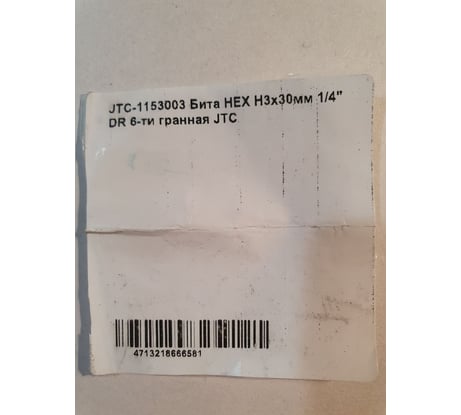 JTC-1153003 Бита HEX H3x30мм 1/4"
DR 6-ти гранная JTC
4713218666581